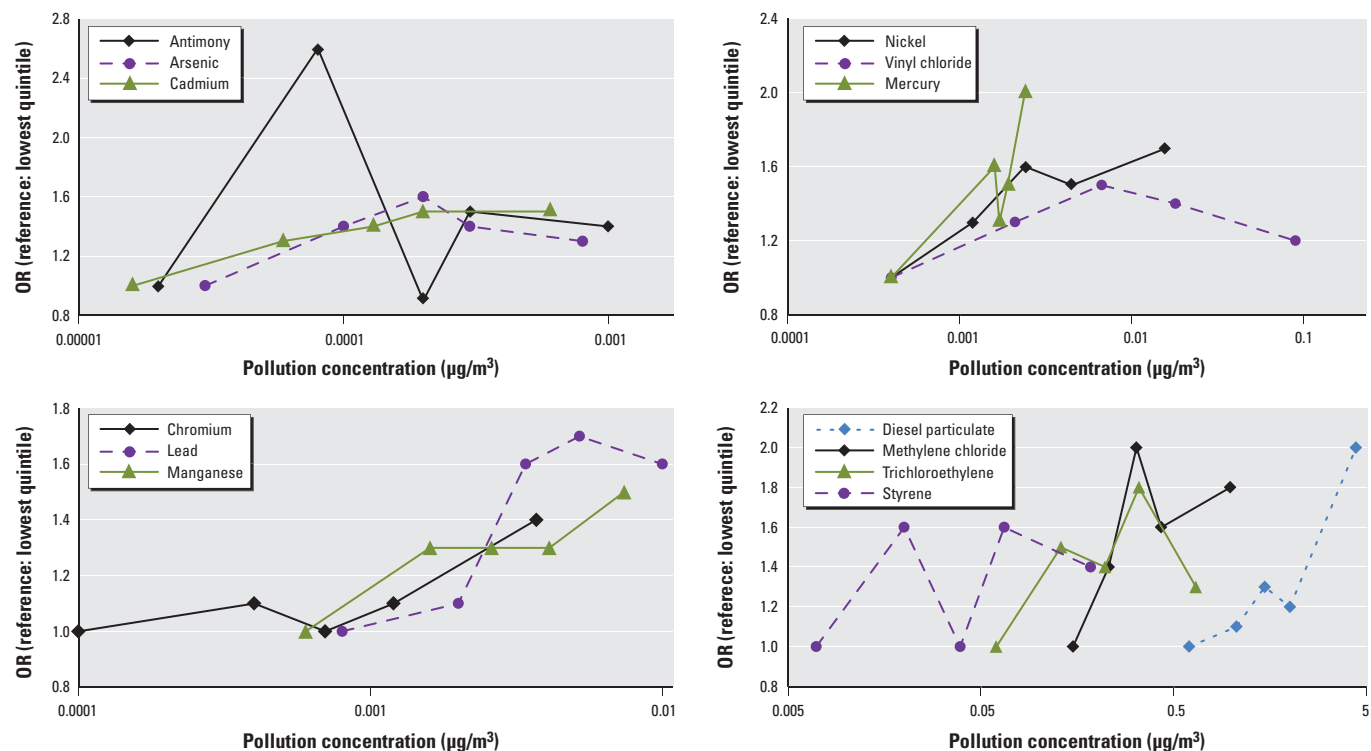 OR (reference: lowest quintile)
2.8
2.4
2.0
1.6
1.2
0.8
Antimony
Arsenic
Cadmium
0.00001
0.0001
0.001
Pollution concentration (µg/m³)
OR (reference: lowest quintile)
2.4
2.0
1.6
1.2
0.8
Nickel
Vinyl chloride
Mercury
0.0001
0.001
0.01
0.1
Pollution concentration (µg/m³)
OR (reference: lowest quintile)
1.8
1.6
1.4
1.2
1.0
0.8
Chromium
Lead
Manganese
0.0001
0.001
0.01
Pollution concentration (µg/m³)
OR (reference: lowest quintile)
2.2
2.0
1.8
1.6
1.4
1.2
1.0
0.8
Diesel particulate
Methylene chloride
Trichloroethylene
Styrene
0.005
0.05
0.5
5
Pollution concentration (µg/m³)